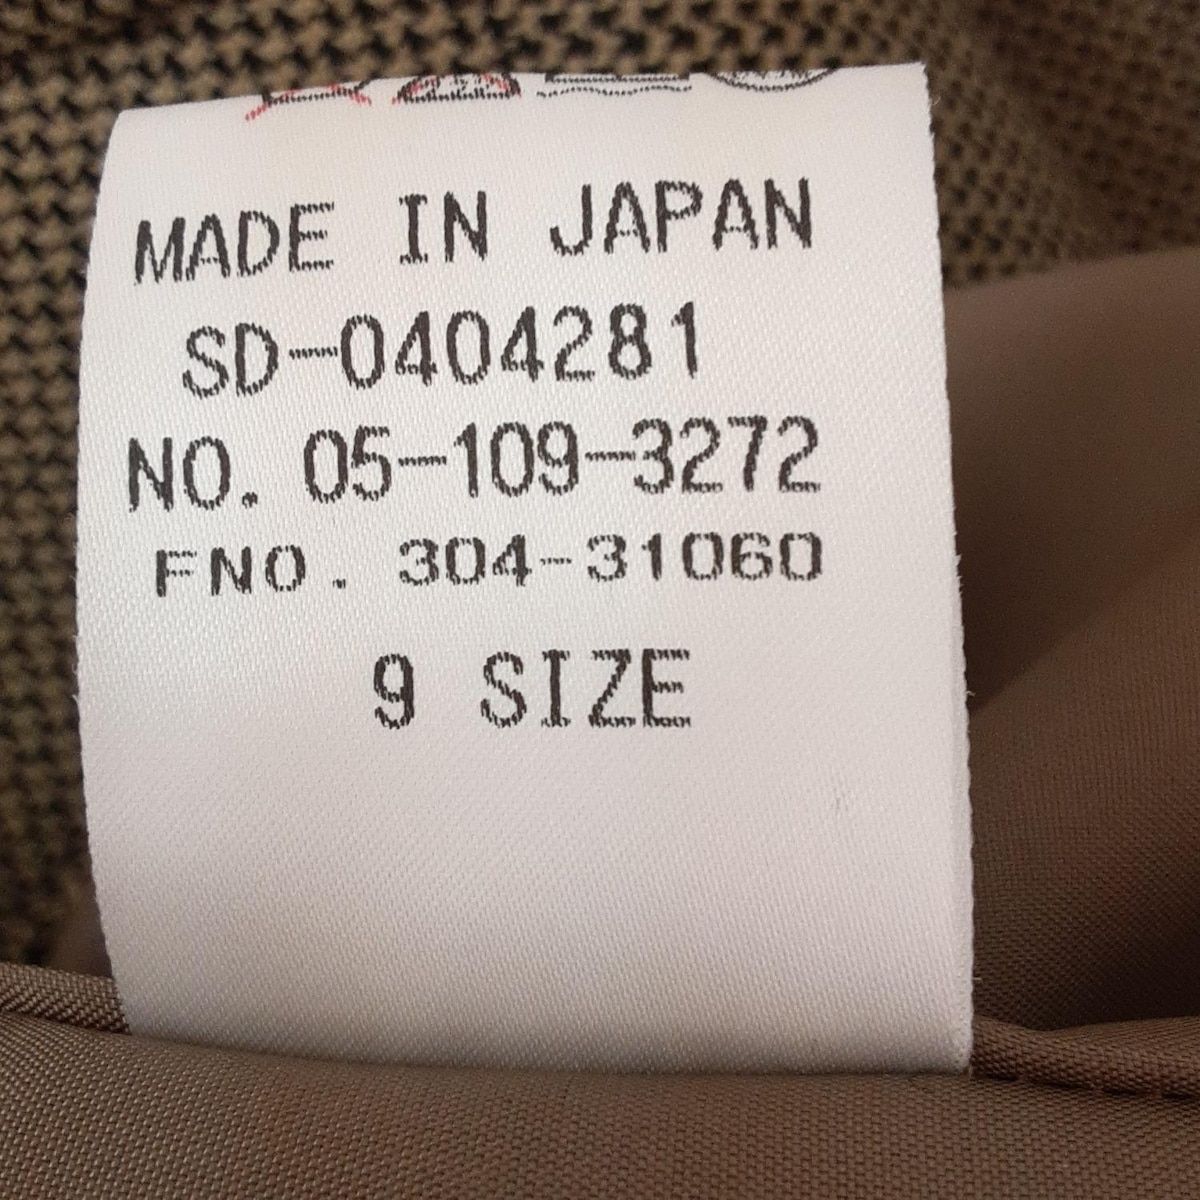 MADE IN JAPAN
SD-0404281
NO. 05-109-3272
FNO. 304-31060
9 SIZE